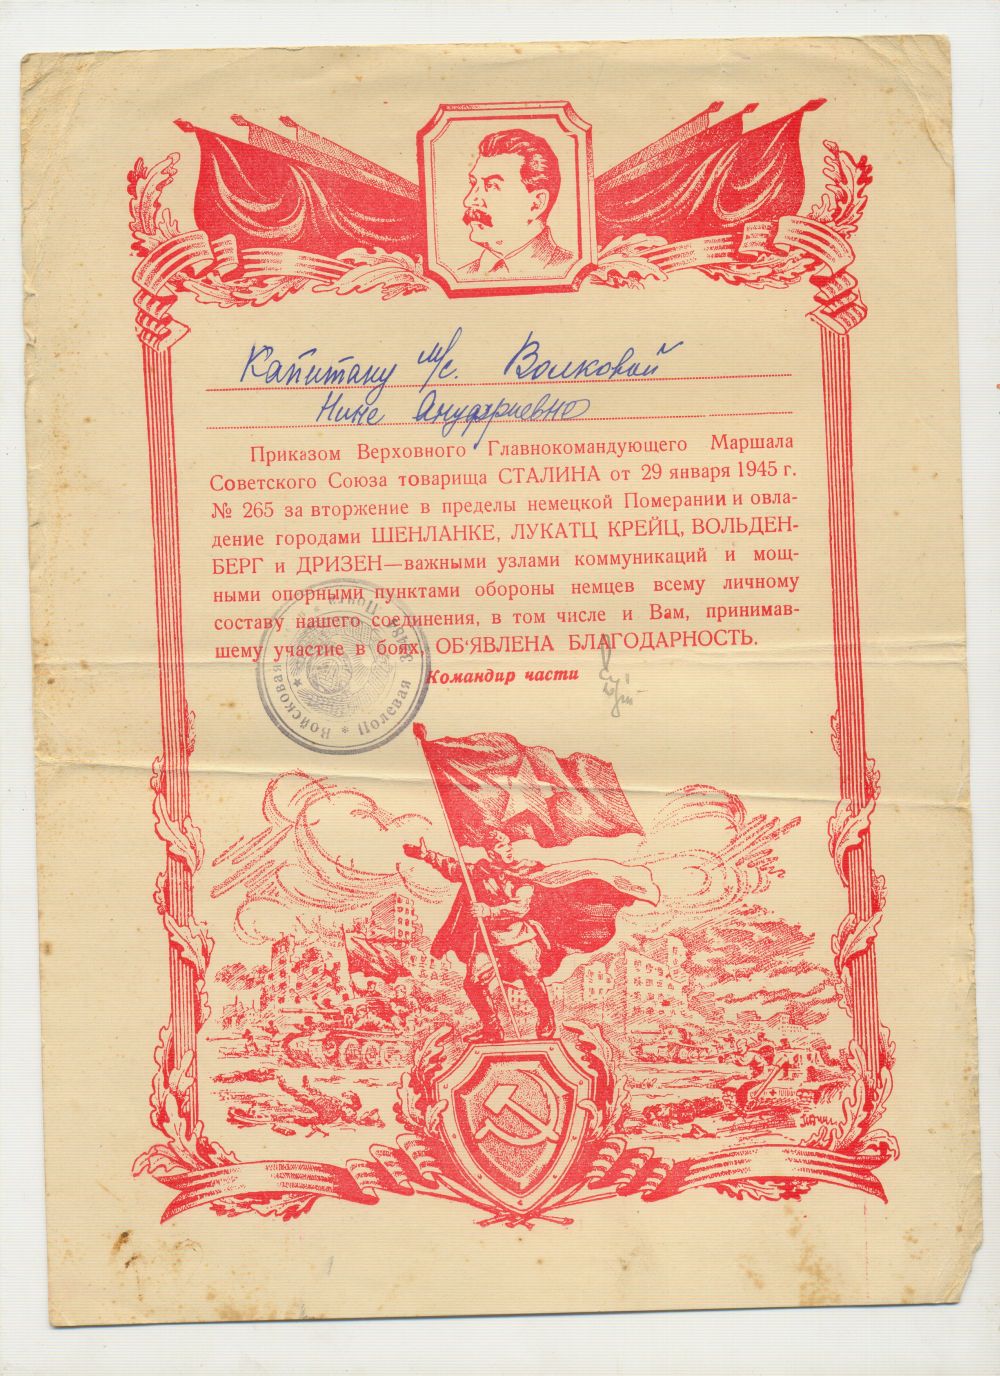 Капитану м/с. Волковой
Нине Ануфриевне
Приказом Верховного Главнокомандующего Маршала
Советского Союза товарища СТАЛИНА от 29 января 1945 г.
№ 265 за вторжение в пределы немецкой Померании и овла-
дение городами ШЕНЛАНКЕ, ЛУКАТЦ КРЕЙЦ, ВОЛЬДЕН-
БЕРГ и ДРИЗЕН—важными узлами коммуникаций и мощ-
ными опорными пунктами обороны немцев всему личному
составу нашего соединения, в том числе и Вам, принимав-
шему участие в боях, ОБ‘ЯВЛЕНА БЛАГОДАРНОСТЬ.
Командир части
Войсковая * Полевая